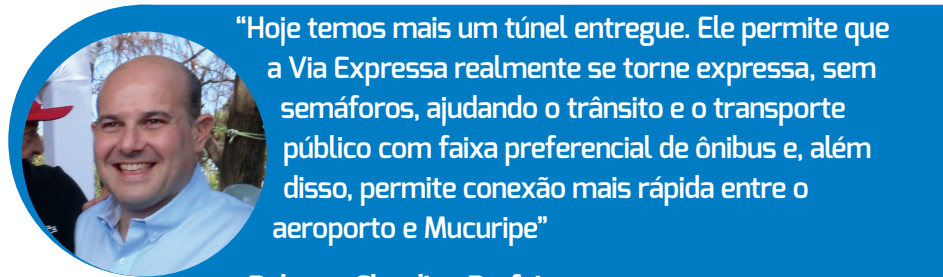 “Hoje temos mais um túnel entregue. Ele permite que
a Via Expressa realmente se torne expressa, sem
semáforos, ajudando o trânsito e o transporte
público com faixa preferencial de ônibus e, além
disso, permite conexão mais rápida entre o
aeroporto e Mucuripe”